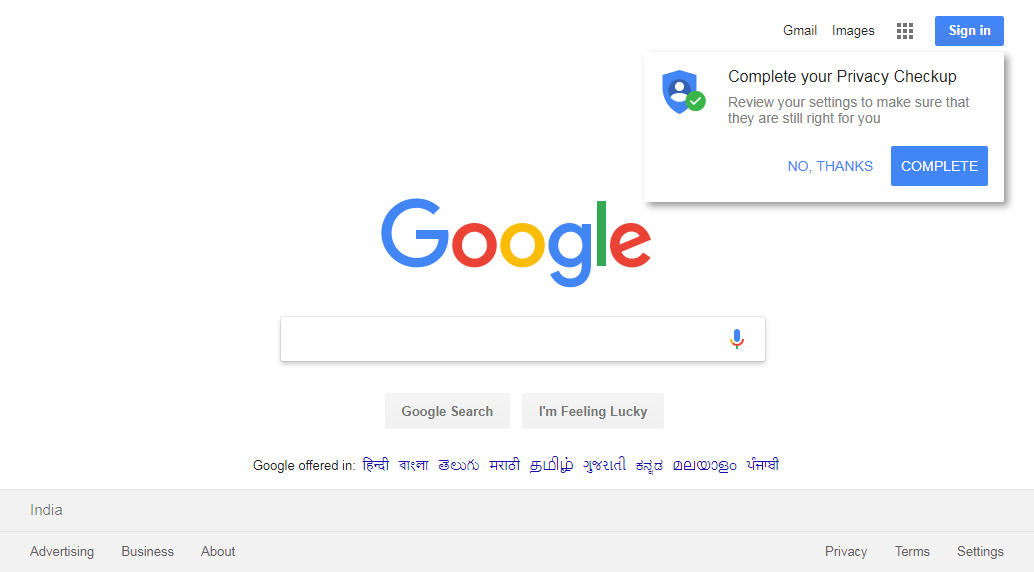 Gmail Images Sign in
Complete your Privacy Checkup
Review your settings to make sure that
they are still right for you
NO, THANKS COMPLETE
Google
Google Search I'm Feeling Lucky
Google offered in: हिन्दी বাংলা తెలుగు मराठी தமிழ் ગુજરાતી ಕನ್ನಡ മലയാളം ਪੰਜਾਬੀ
India
Advertising Business About Privacy Terms Settings